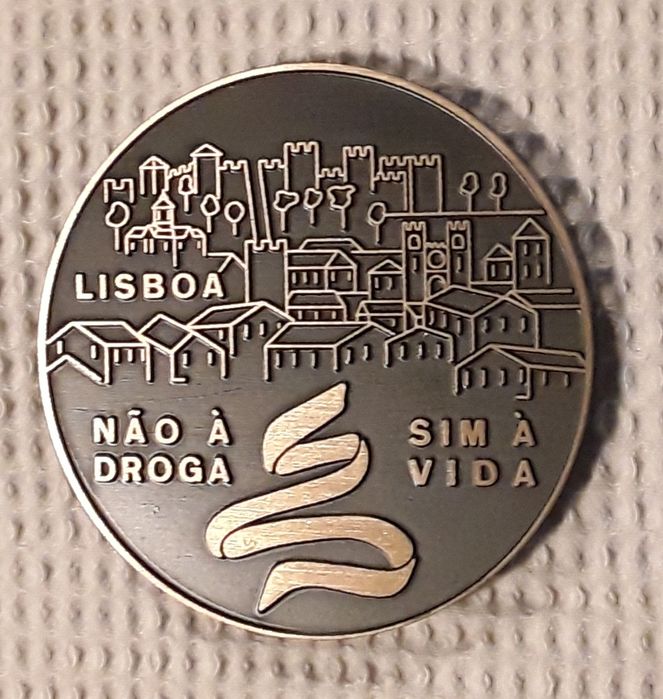 LISBOA
NÃO À
DROGA
SIM À
VIDA